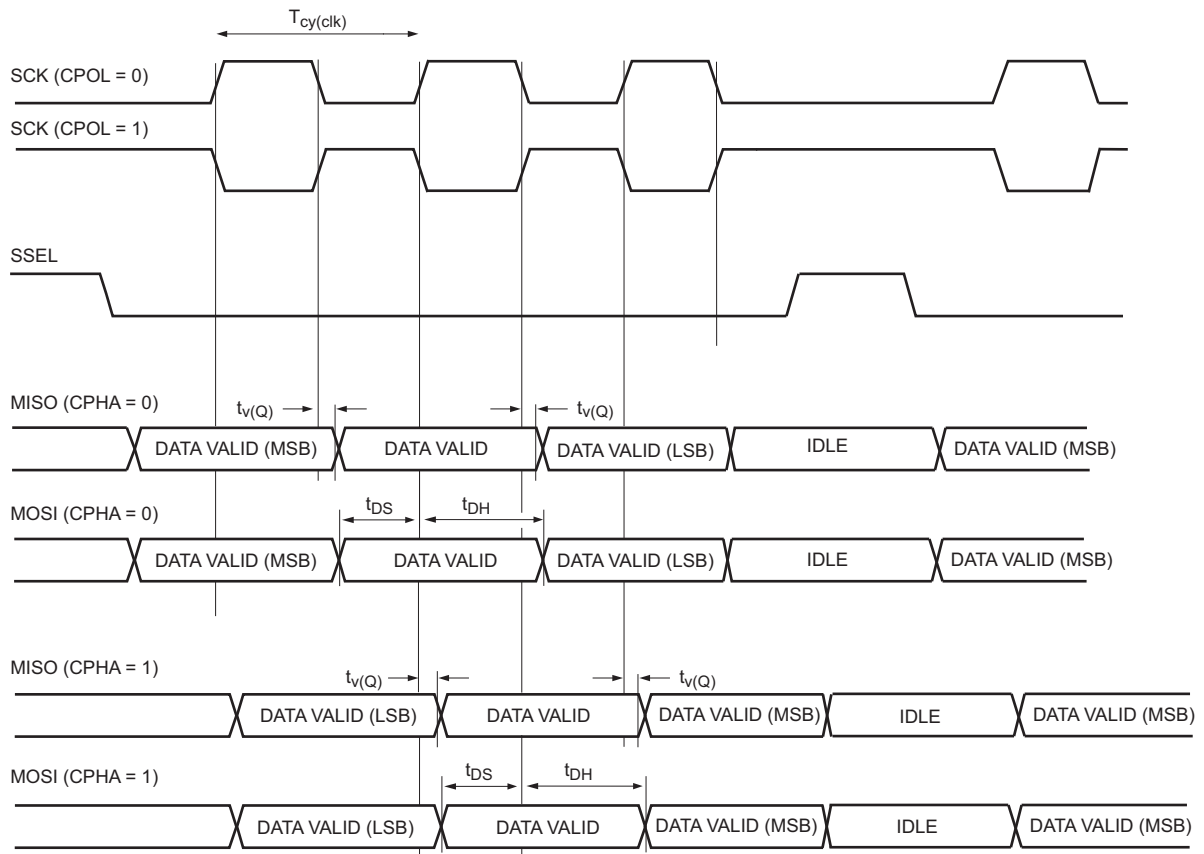 Tcy(clk)
SCK (CPOL = 0)
SCK (CPOL = 1)
SSEL
MISO (CPHA = 0)
tv(Q) tv(Q)
DATA VALID (MSB) DATA VALID DATA VALID (LSB) IDLE DATA VALID (MSB)
MOSI (CPHA = 0)
tDS tDH
DATA VALID (MSB) DATA VALID DATA VALID (LSB) IDLE DATA VALID (MSB)
MISO (CPHA = 1)
tv(Q) tv(Q)
DATA VALID (LSB) DATA VALID DATA VALID (MSB) IDLE DATA VALID (MSB)
MOSI (CPHA = 1)
tDS tDH
DATA VALID (LSB) DATA VALID DATA VALID (MSB) IDLE DATA VALID (MSB)